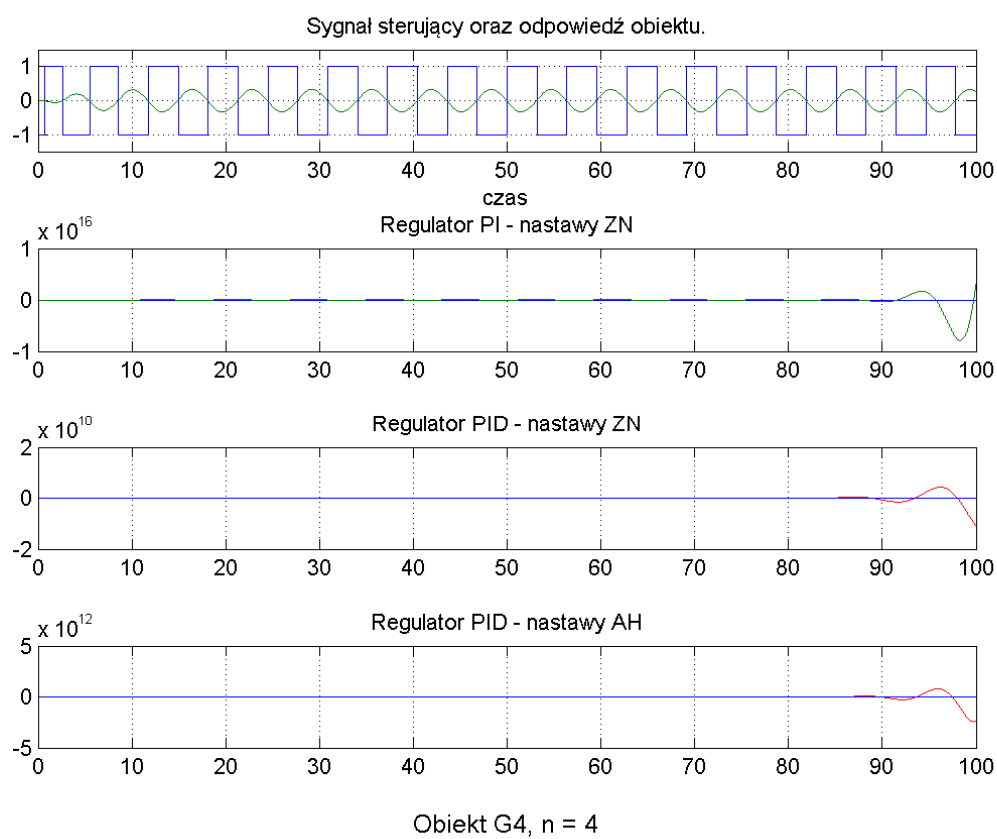 Sygnał sterujący oraz odpowiedź obiektu.
1
0
-1
0 10 20 30 40 50 60 70 80 90 100
czas
Regulator PI - nastawy ZN
x 10^16
1
0
-1
0 10 20 30 40 50 60 70 80 90 100
Regulator PID - nastawy ZN
x 10^10
2
0
-2
0 10 20 30 40 50 60 70 80 90 100
Regulator PID - nastawy AH
x 10^12
5
0
-5
0 10 20 30 40 50 60 70 80 90 100
Obiekt G4, n = 4